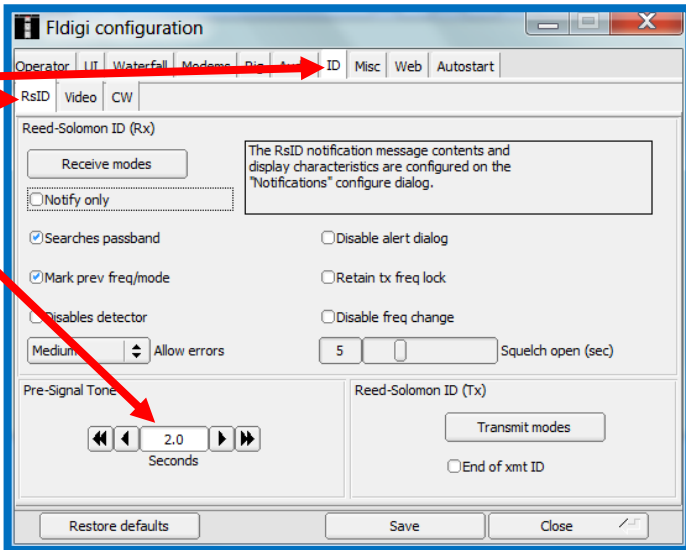 Fldigi configuration
Operator UI Waterfall Modems Rig ID Misc Web Autostart
RsID Video CW
Reed-Solomon ID (Rx)
Receive modes
The RsID notification message contents and
display characteristics are configured on the
"Notifications" configure dialog.
Notify only
Searches passband
Disable alert dialog
Mark prev freq/mode
Retain tx freq lock
Disables detector
Disable freq change
Medium Allow errors
5 Squelch open (sec)
Pre-Signal Tone
Reed-Solomon ID (Tx)
2.0
Seconds
Transmit modes
End of xmt ID
Restore defaults Save Close